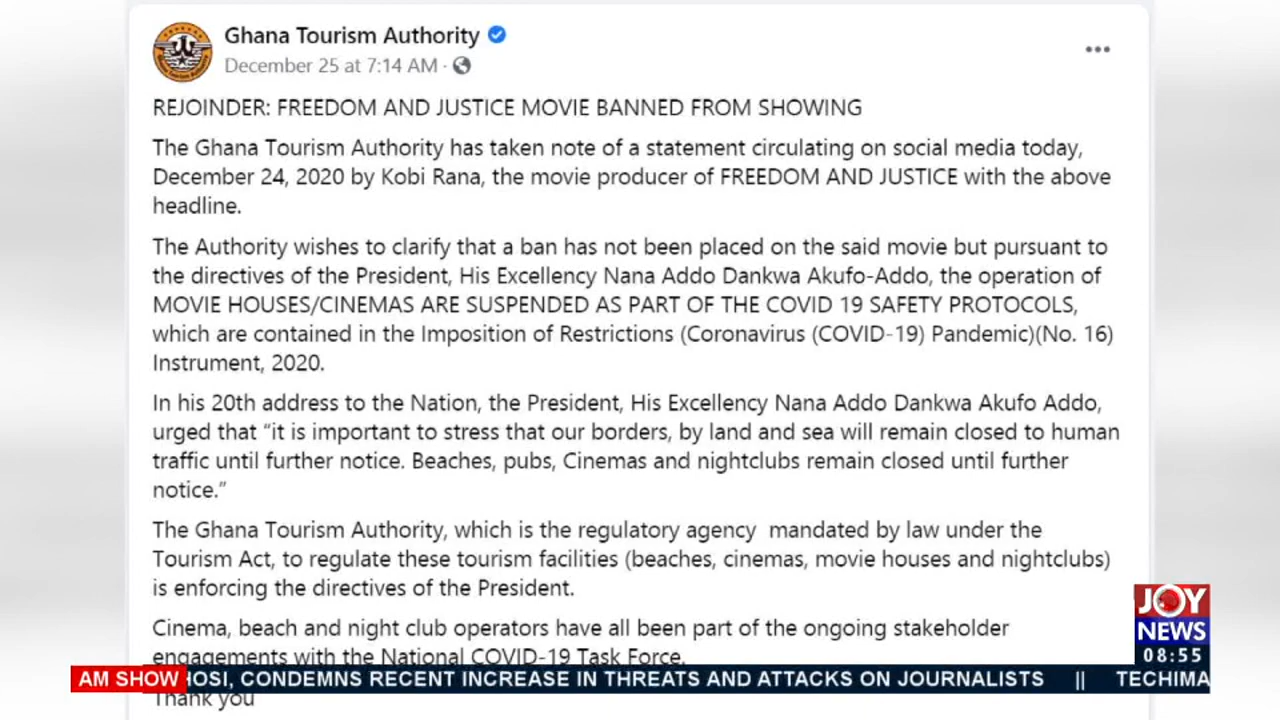 Ghana Tourism Authority
December 25 at 7:14 AM ·
REJOINDER: FREEDOM AND JUSTICE MOVIE BANNED FROM SHOWING
The Ghana Tourism Authority has taken note of a statement circulating on social media today,
December 24, 2020 by Kobi Rana, the movie producer of FREEDOM AND JUSTICE with the above
headline.
The Authority wishes to clarify that a ban has not been placed on the said movie but pursuant to
the directives of the President, His Excellency Nana Addo Dankwa Akufo-Addo, the operation of
MOVIE HOUSES/CINEMAS ARE SUSPENDED AS PART OF THE COVID 19 SAFETY PROTOCOLS,
which are contained in the Imposition of Restrictions (Coronavirus (COVID-19) Pandemic)(No. 16)
Instrument, 2020.
In his 20th address to the Nation, the President, His Excellency Nana Addo Dankwa Akufo Addo,
urged that “it is important to stress that our borders, by land and sea will remain closed to human
traffic until further notice. Beaches, pubs, Cinemas and nightclubs remain closed until further
notice.”
The Ghana Tourism Authority, which is the regulatory agency mandated by law under the
Tourism Act, to regulate these tourism facilities (beaches, cinemas, movie houses and nightclubs)
is enforcing the directives of the President.
Cinema, beach and night club operators have all been part of the ongoing stakeholder
engagements with the National COVID-19 Task Force.
Thank you
JOY
NEWS
08:55
AM SHOW HOSI, CONDEMNS RECENT INCREASE IN THREATS AND ATTACKS ON JOURNALISTS || TECHIMA